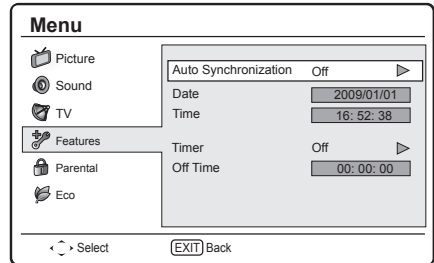 Menu
Picture
Sound
TV
Features
Parental
Eco
Auto Synchronization Off
Date 2009/01/01
Time 16: 52: 38
Timer Off
Off Time 00: 00: 00
Select EXIT Back